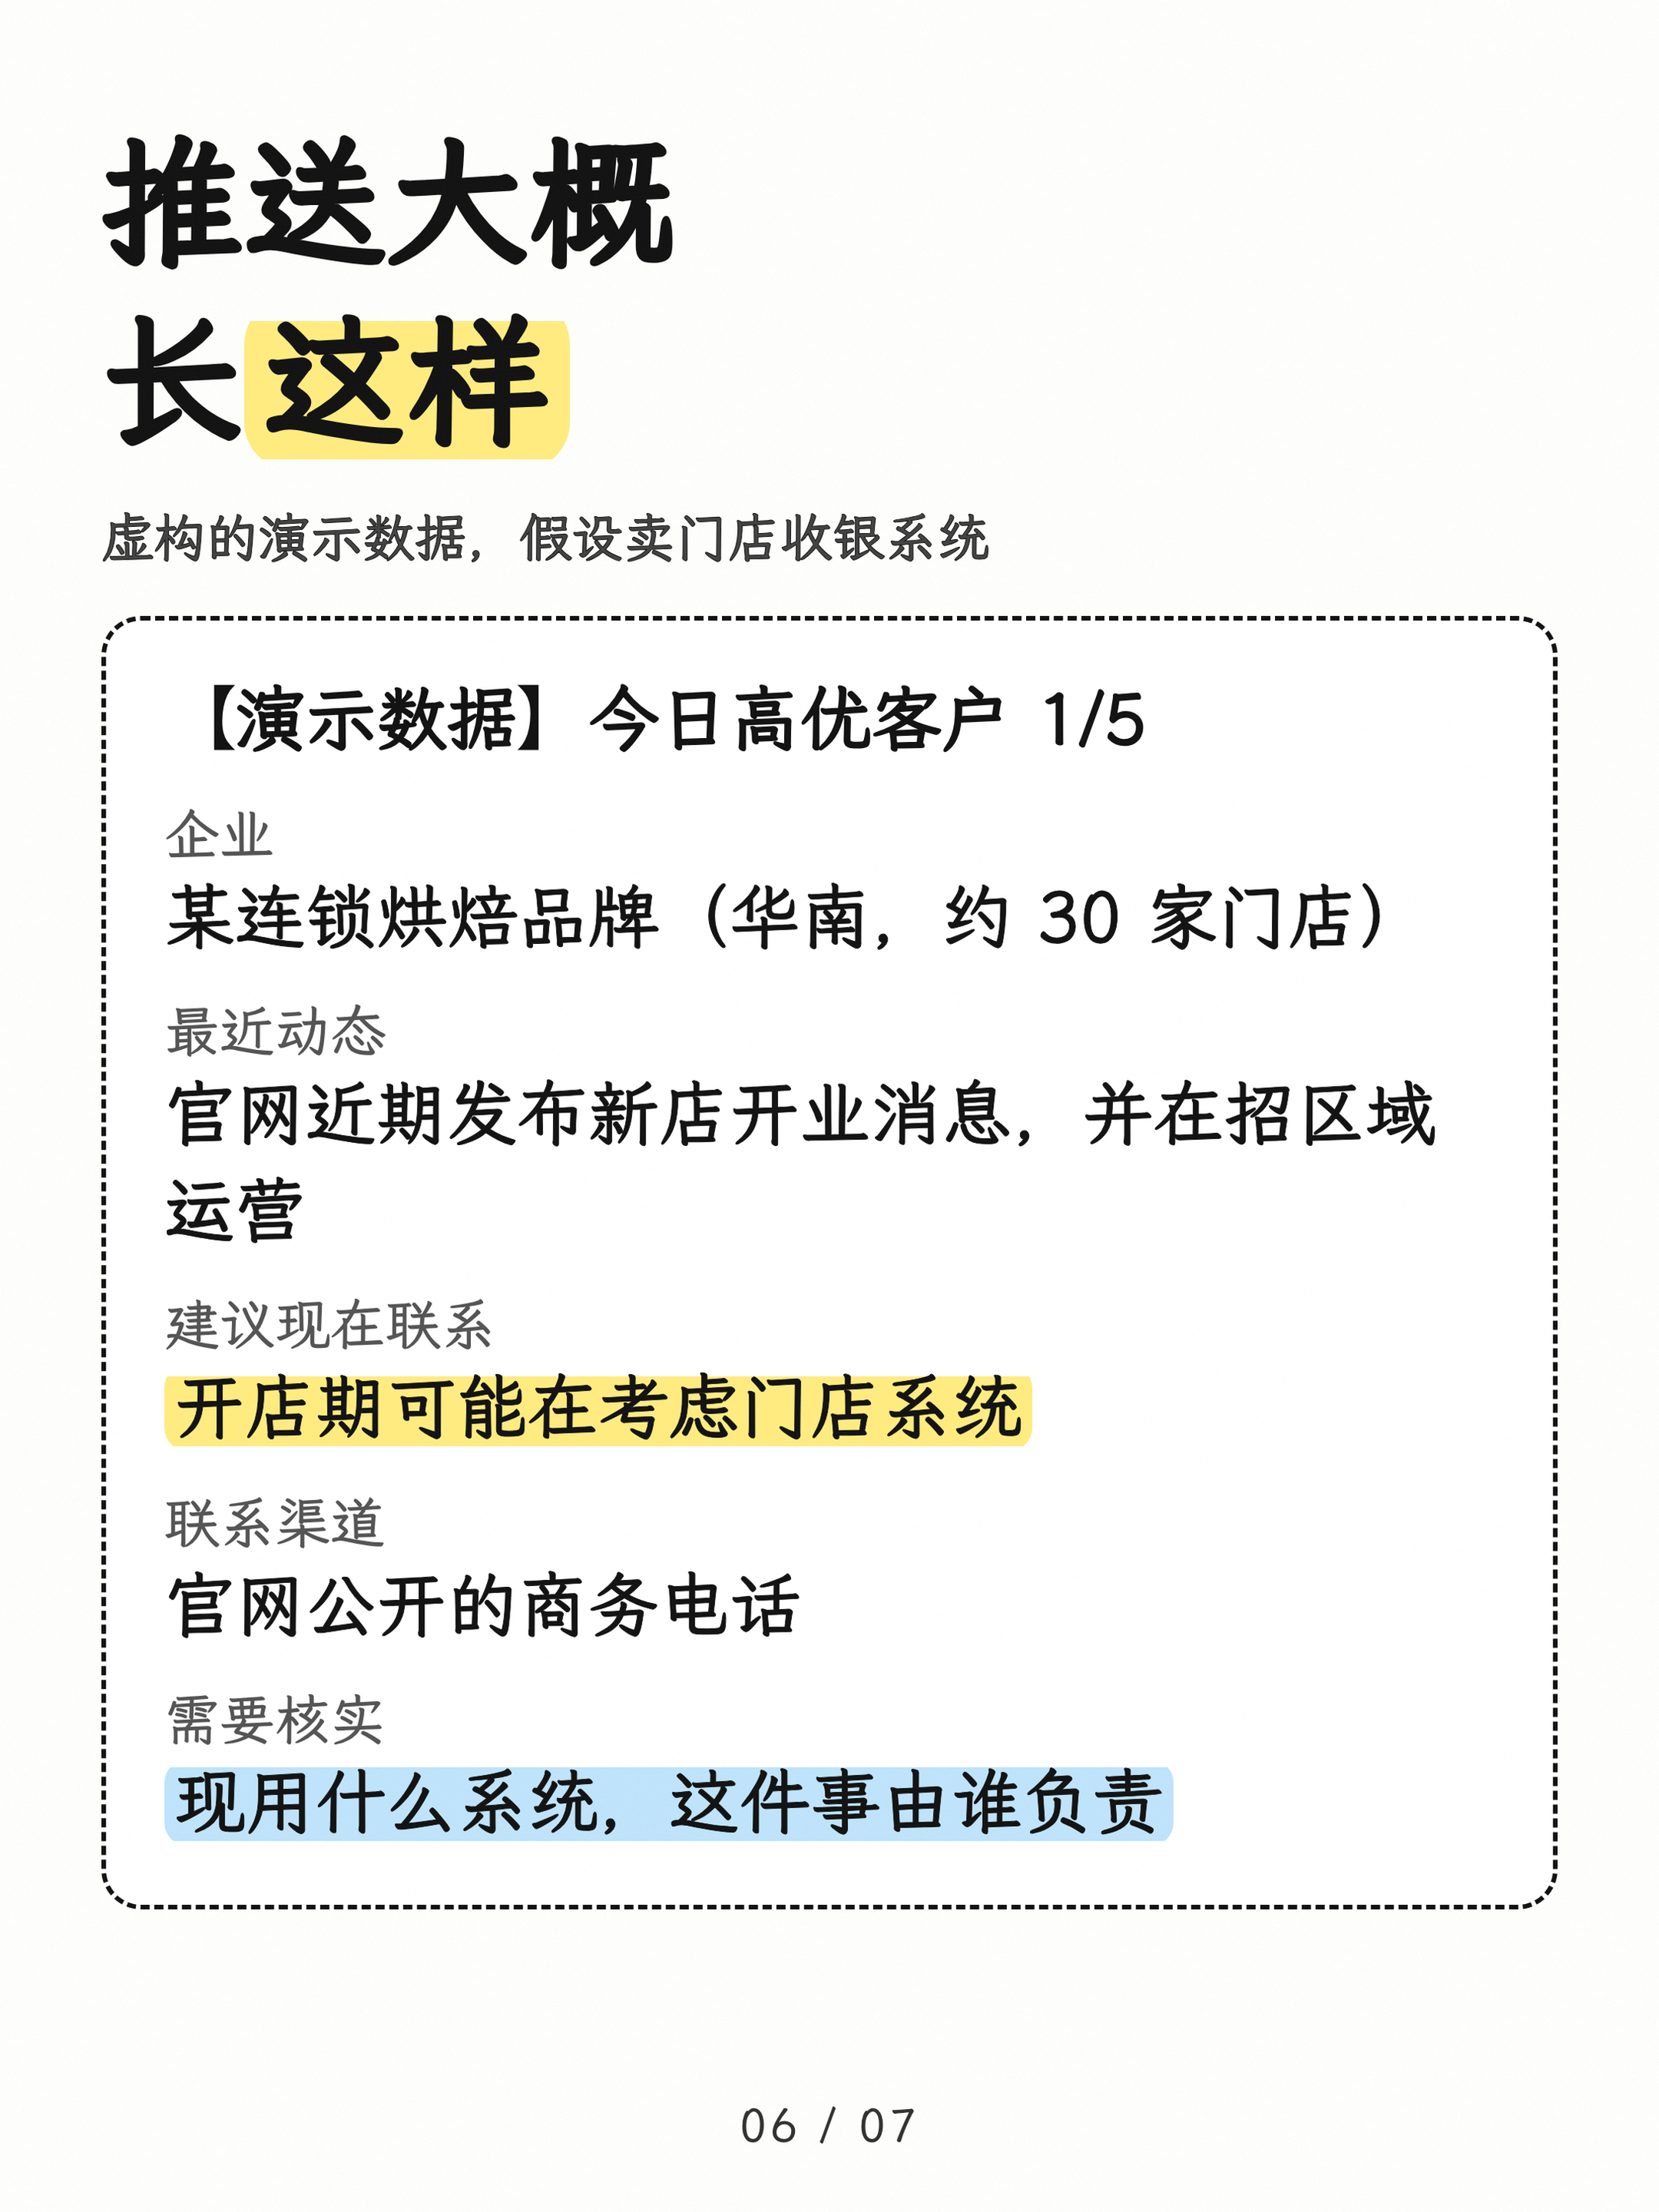 推送大概
长这样
虚构的演示数据，假设卖门店收银系统
【演示数据】今日高优客户 1/5
企业
某连锁烘焙品牌（华南，约 30 家门店）
最近动态
官网近期发布新店开业消息，并在招区域
运营
建议现在联系
开店期可能在考虑门店系统
联系渠道
官网公开的商务电话
需要核实
现用什么系统，这件事由谁负责
06 / 07